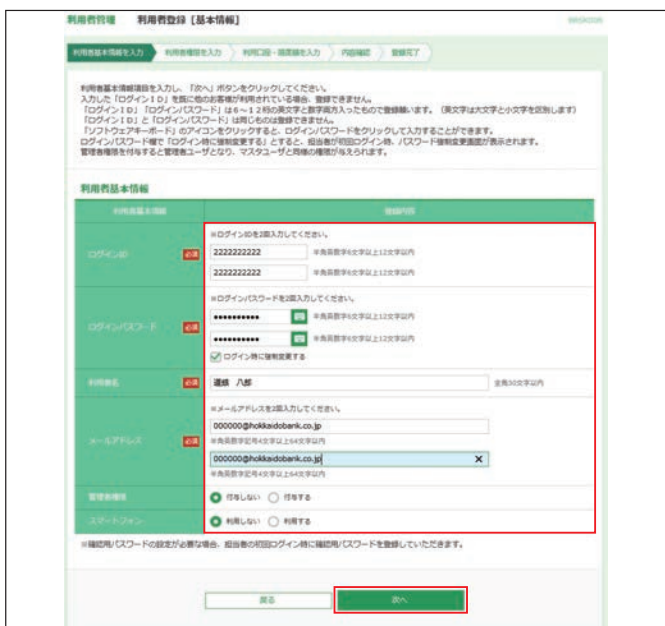 利用者管理 利用者登録 [基本情報]
利用者基本情報を入力 利用者権限を入力 利用口座・限度額を入力 内容確認 登録完了
利用者基本情報項目を入力し、「次へ」ボタンをクリックしてください。
入力した「ログインID」を既に他のお客様が利用されている場合、登録できません。
「ログインID」「ログインパスワード」は6~12桁の英文字と数字両方入ったもので登録願います。(英文字は大文字と小文字を区別します)
「ログインID」と「ログインパスワード」は同じものは登録できません。
「ソフトウェアキーボード」のアイコンをクリックすると、ログインパスワードをクリックして入力することができます。
ログインパスワード欄で「ログイン時に強制変更する」とすると、担当者が初回ログイン時、パスワード強制変更画面が表示されます。
管理者権限を付与すると管理者ユーザとなり、マスタユーザと同様の権限が与えられます。
利用者基本情報
利用者基本情報 登録内容
※ログインIDを2回入力してください。
ログインID 必須 2222222222 半角英数字6文字以上12文字以内
2222222222 半角英数字6文字以上12文字以内
※ログインパスワードを2回入力してください。
ログインパスワード 必須 ●●●●●●●●●● 半角英数字6文字以上12文字以内
●●●●●●●●●● 半角英数字6文字以上12文字以内
ログイン時に強制変更する
利用者名 必須 道銀 八郎 全角30文字以内
※メールアドレスを2回入力してください。
000000@hokkaidobank.co.jp
メールアドレス 必須 半角英数字記号4文字以上64文字以内
000000@hokkaidobank.co.jp ×
半角英数字記号4文字以上64文字以内
管理者権限 付与しない 付与する
スマートフォン 利用しない 利用する
※確認用パスワードの設定が必要な場合、担当者の初回ログイン時に確認用パスワードを登録していただきます。
戻る 次へ